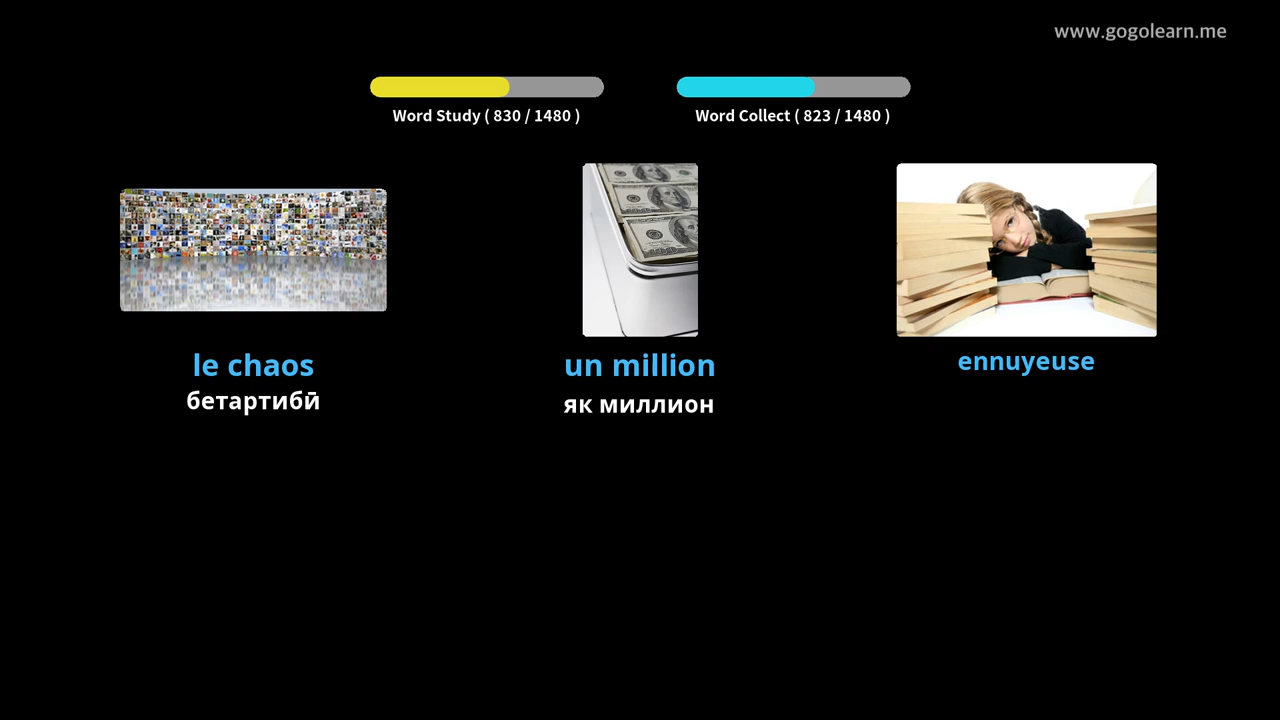 www.gogolearn.me
Word Study ( 830 / 1480 )
Word Collect ( 823 / 1480 )
le chaos
бетартибӣ
un million
як миллион
ennuyeuse